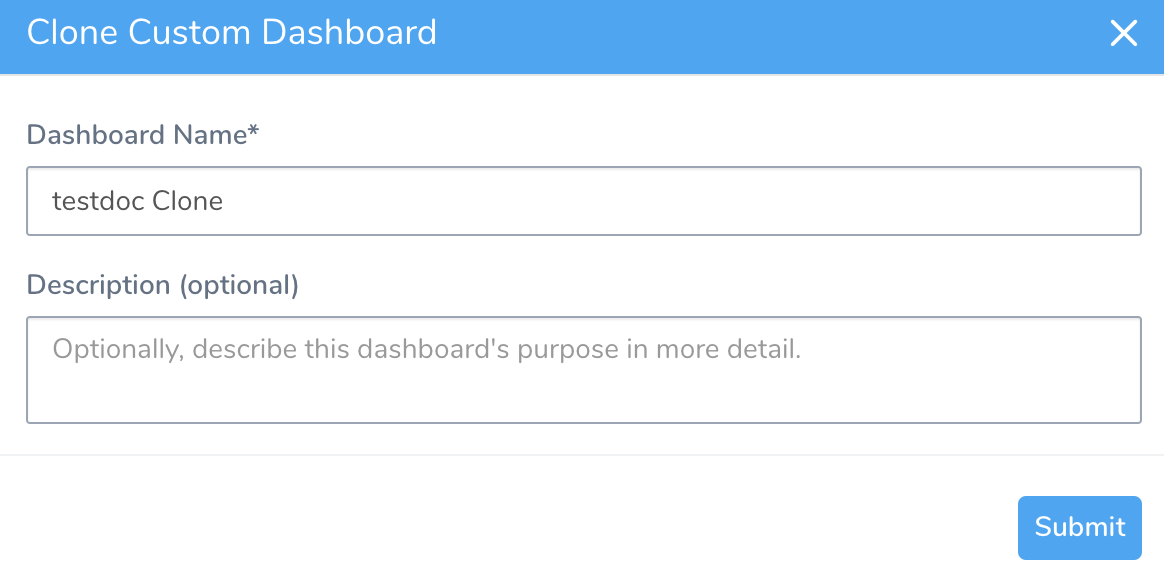 Clone Custom Dashboard
Dashboard Name*
testdoc Clone
Description (optional)
Optionally, describe this dashboard's purpose in more detail.
Submit